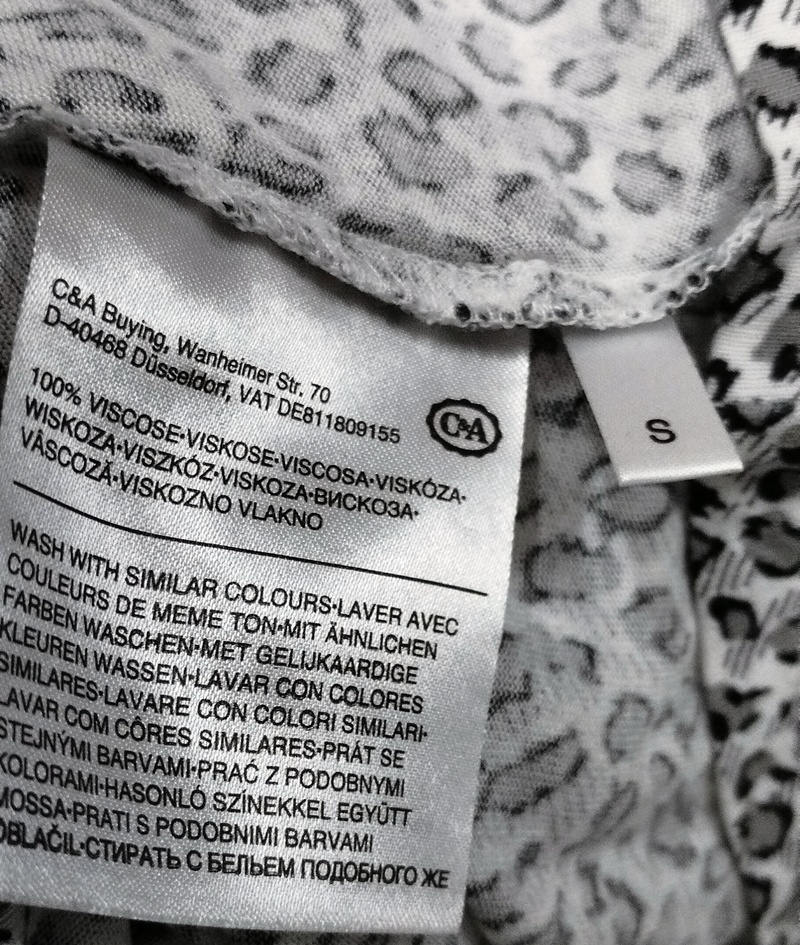 C&A Buying, Wanheimer Str. 70
D-40468 Düsseldorf, VAT DE811809155
C&A
100% VISCOSE·VISKOSE·VISCOSA·VISKÓZA·
WISKOZA·VISZKÓZ·VISKOZA·ВИСКОЗА·
VÂSCOZĂ·VISKOZNO VLAKNO
WASH WITH SIMILAR COLOURS·LAVER AVEC
COULEURS DE MEME TON·MIT ÄHNLICHEN
FARBEN WASCHEN·MET GELIJKAARDIGE
KLEUREN WASSEN·LAVAR CON COLORES
SIMILARES·LAVARE CON COLORI SIMILARI·
LAVAR COM CÔRES SIMILARES·PRÁT SE
STEJNÝMI BARVAMI·PRAĆ Z PODOBNYMI
KOLORAMI·HASONLÓ SZÍNEKKEL EGYÜTT
MOSSA·PRATI S PODOBNIMI BARVAMI
OBLAČIL·СТИРАТЬ С БЕЛЬЕМ ПОДОБНОГО ЖЕ
S